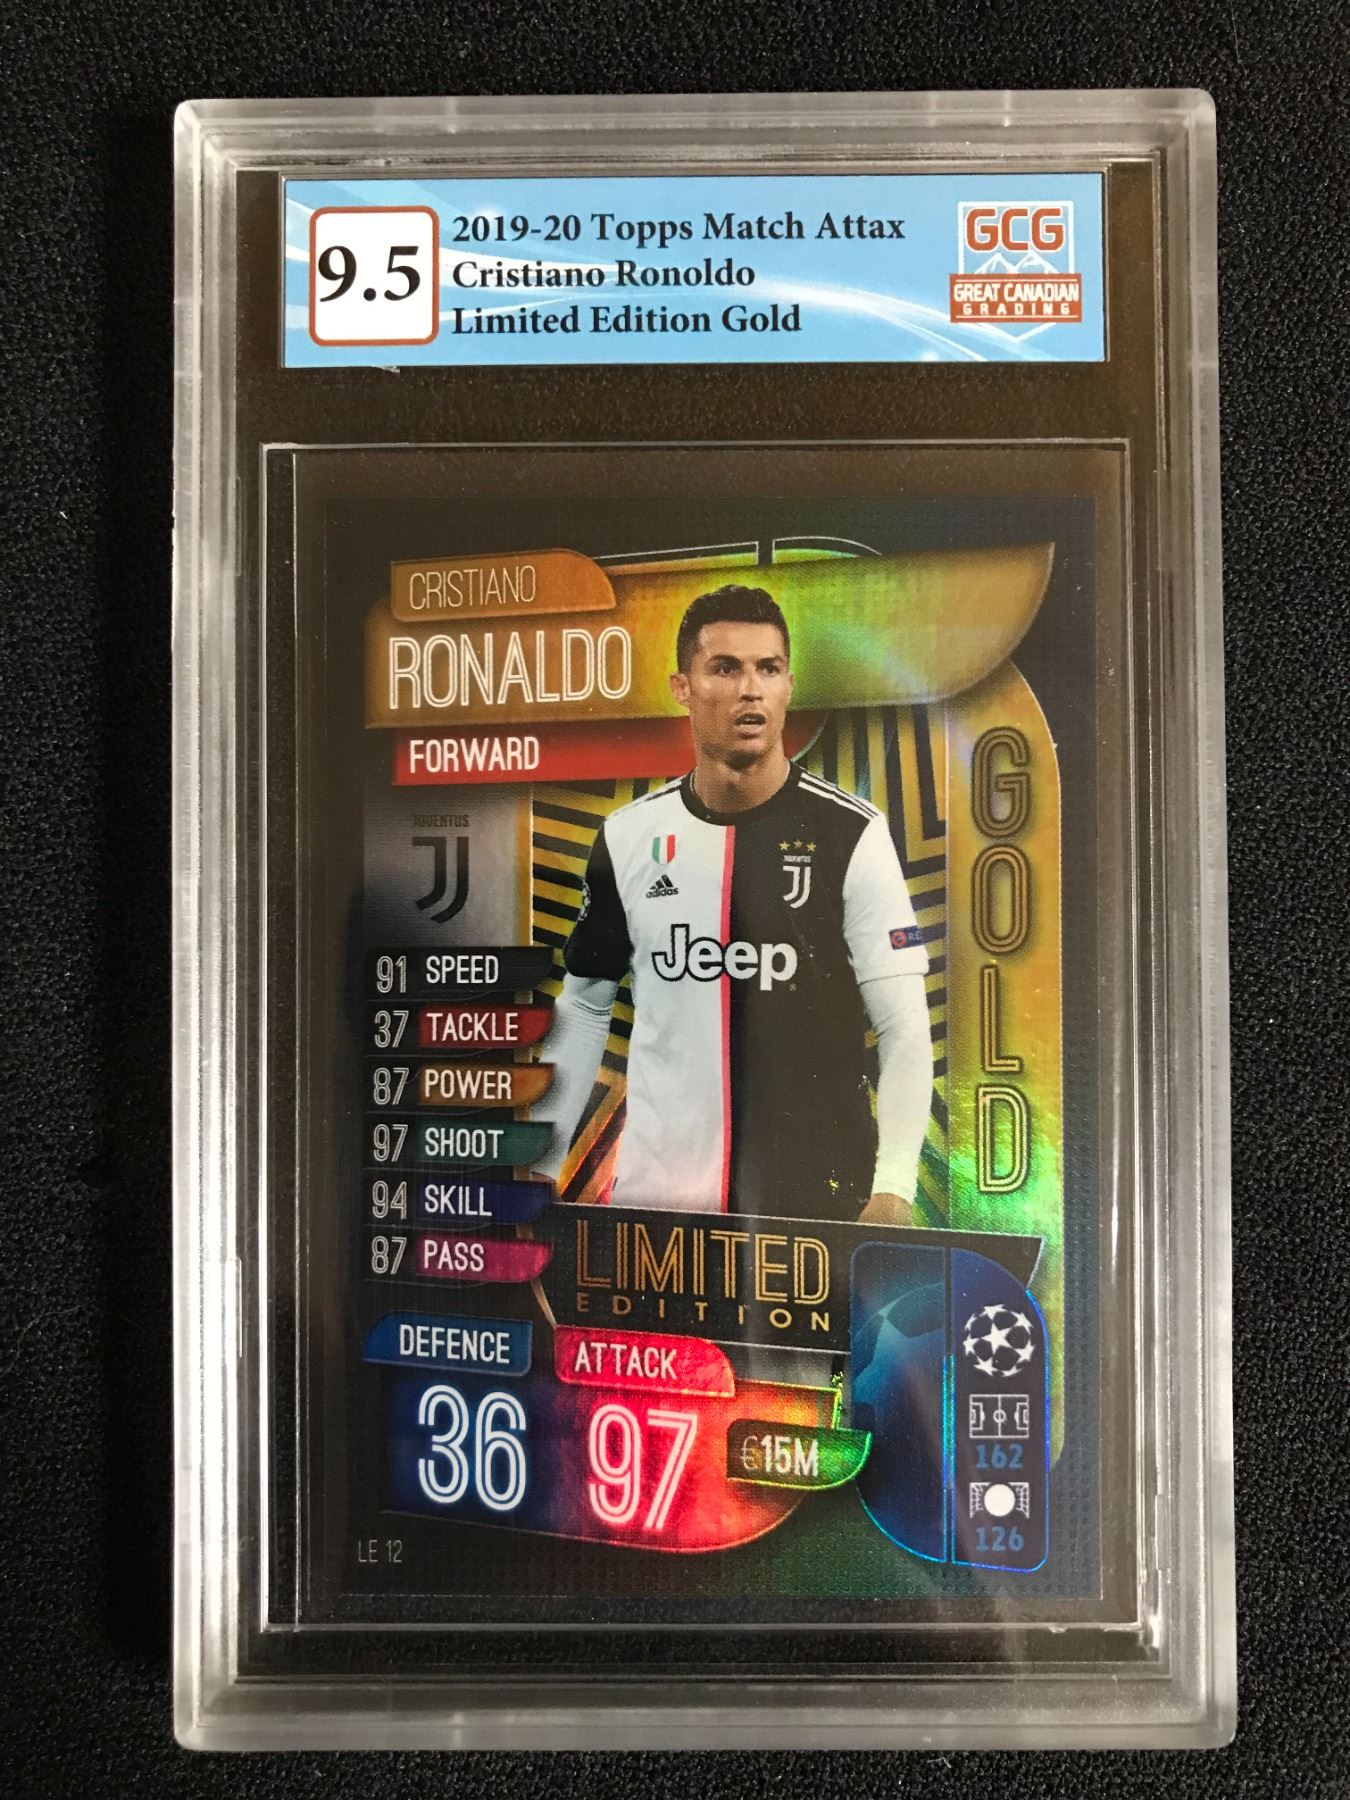 9.5
2019-20 Topps Match Attax
Cristiano Ronoldo
Limited Edition Gold
GCG
GREAT CANADIAN
GRADING
CRISTIANO
RONALDO
FORWARD
GOLD
JUVENTUS
JUVENTUS
adidas
Jeep
RE
91 SPEED
37 TACKLE
87 POWER
97 SHOOT
94 SKILL
87 PASS
LIMITED
EDITION
DEFENCE
36
ATTACK
97
€15M
162
126
LE 12